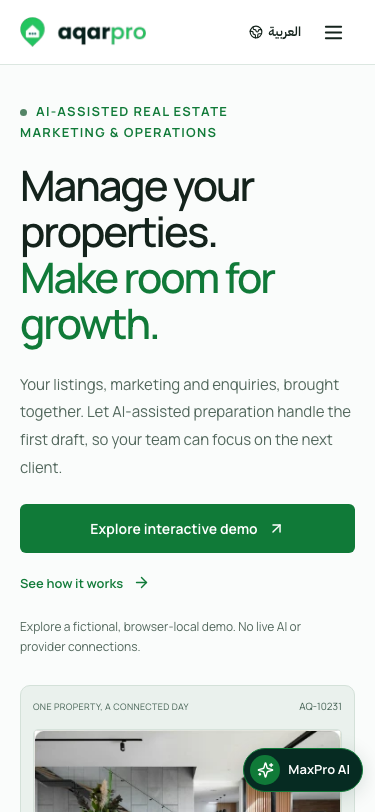 aqarpro
العربية
AI-ASSISTED REAL ESTATE
MARKETING & OPERATIONS
Manage your
properties.
Make room for
growth.
Your listings, marketing and enquiries, brought
together. Let AI-assisted preparation handle the
first draft, so your team can focus on the next
client.
Explore interactive demo
See how it works
Explore a fictional, browser-local demo. No live AI or
provider connections.
ONE PROPERTY, A CONNECTED DAY
AQ-10231
MaxPro AI